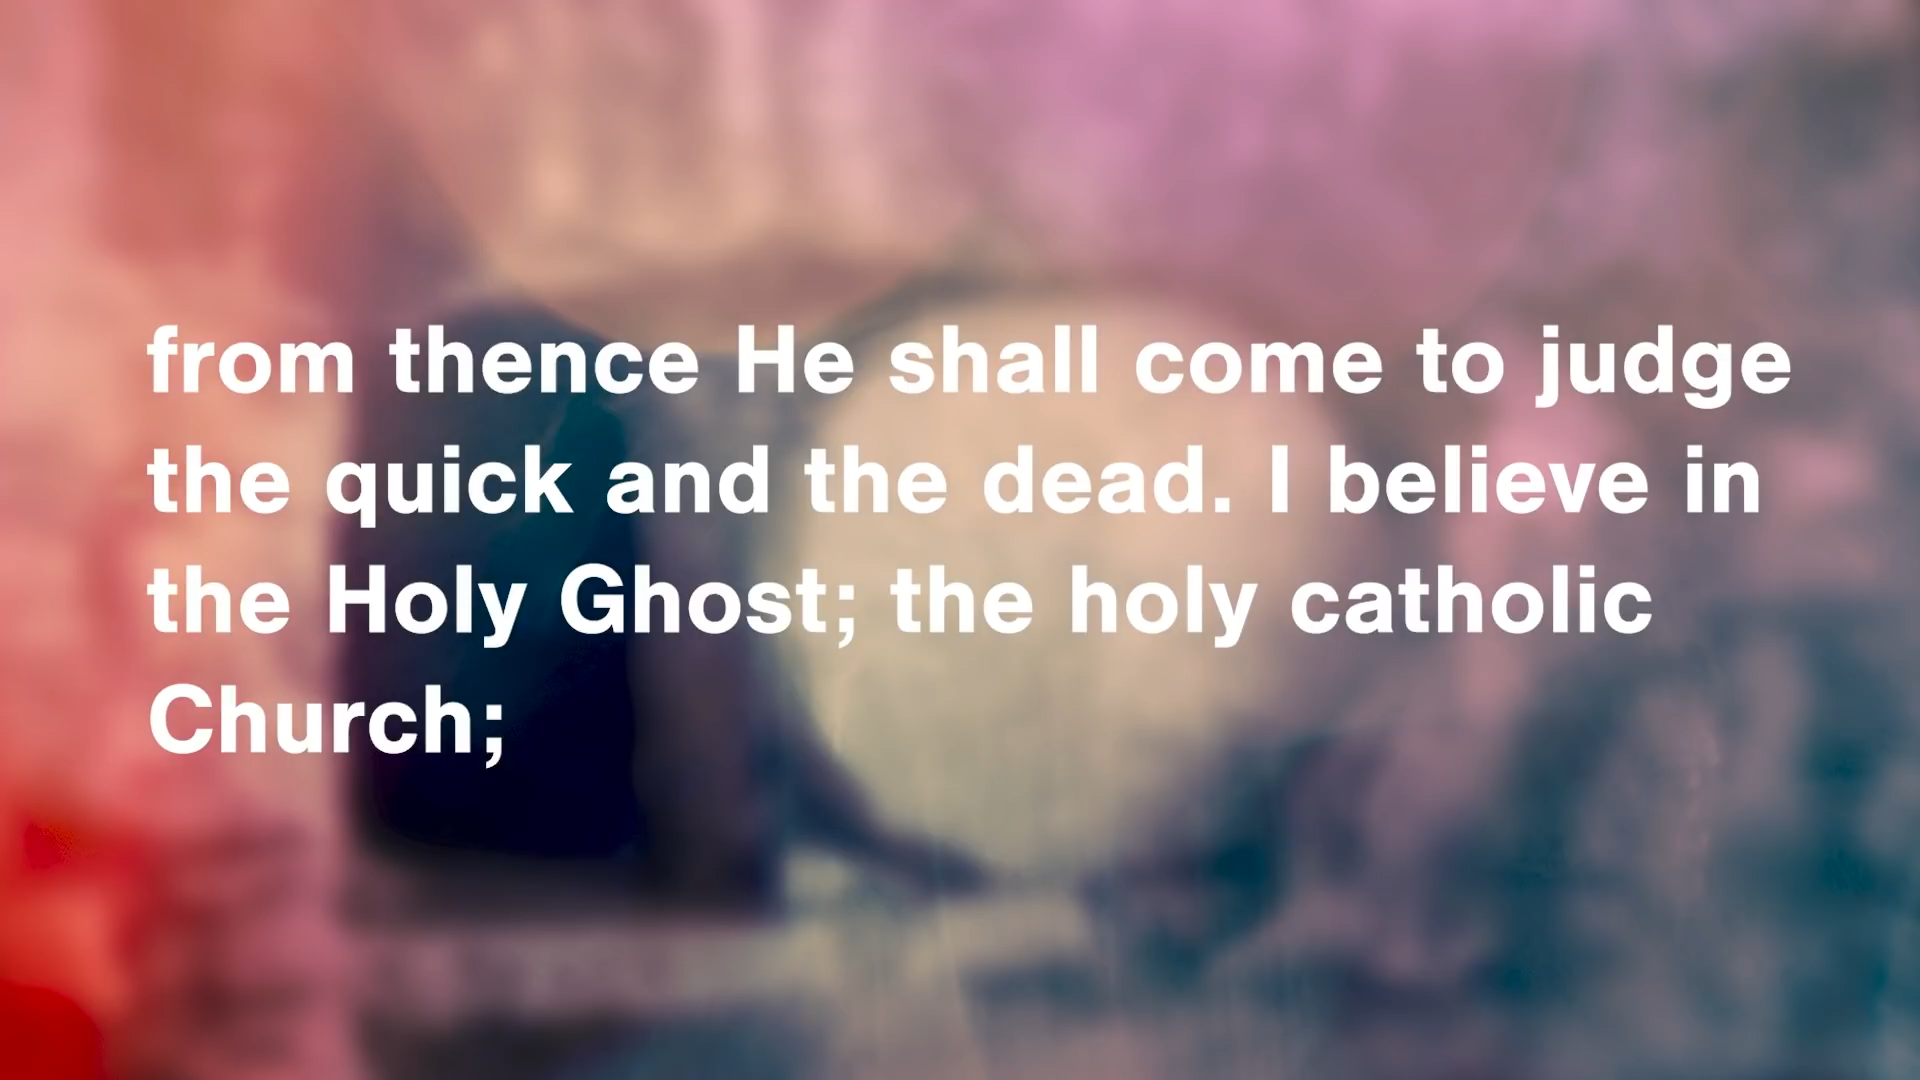 from thence He shall come to judge
the quick and the dead. I believe in
the Holy Ghost; the holy catholic
Church;